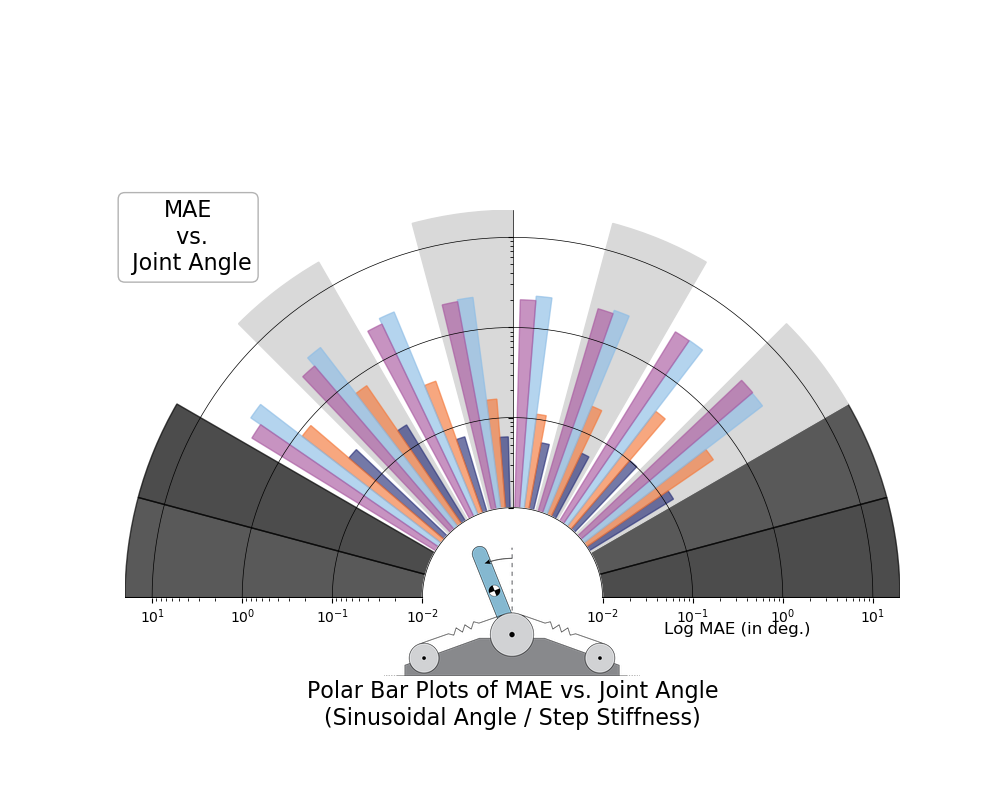 MAE
vs.
Joint Angle
10¹ 10⁰ 10⁻¹ 10⁻² 10⁻² 10⁻¹ 10⁰ 10¹
Log MAE (in deg.)
Polar Bar Plots of MAE vs. Joint Angle
(Sinusoidal Angle / Step Stiffness)